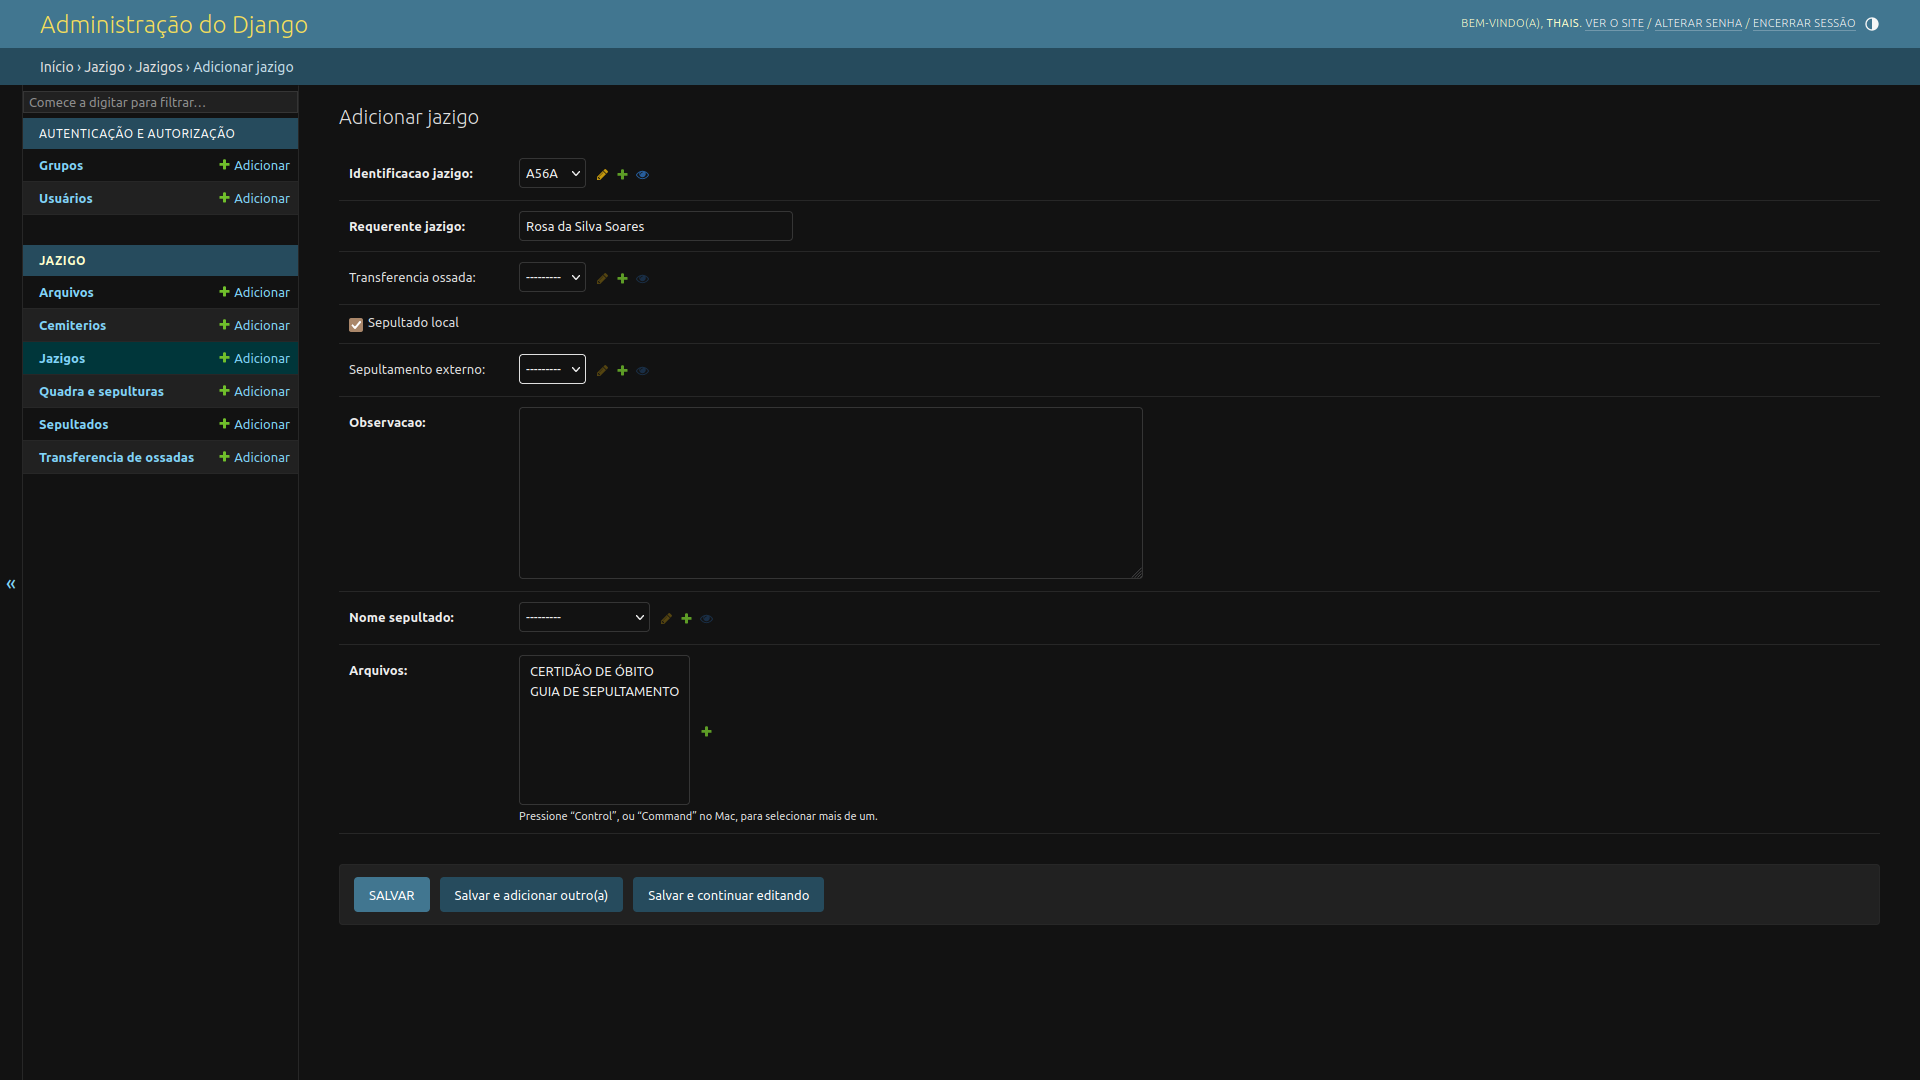 Administração do Django
BEM-VINDO(A), THAIS. VER O SITE / ALTERAR SENHA / ENCERRAR SESSÃO
Início › Jazigo › Jazigos › Adicionar jazigo
Comece a digitar para filtrar…
AUTENTICAÇÃO E AUTORIZAÇÃO
Grupos Adicionar
Usuários Adicionar
JAZIGO
Arquivos Adicionar
Cemiterios Adicionar
Jazigos Adicionar
Quadra e sepulturas Adicionar
Sepultados Adicionar
Transferencia de ossadas Adicionar
«
Adicionar jazigo
Identificacao jazigo: A56A
Requerente jazigo: Rosa da Silva Soares
Transferencia ossada: ---------
Sepultado local
Sepultamento externo: ---------
Observacao:
Nome sepultado: ---------
Arquivos:
CERTIDÃO DE ÓBITO
GUIA DE SEPULTAMENTO
Pressione “Control”, ou “Command” no Mac, para selecionar mais de um.
SALVAR Salvar e adicionar outro(a) Salvar e continuar editando